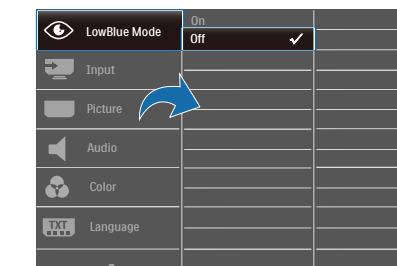 LowBlue Mode
On
Off
Input
Picture
Audio
Color
TXT
Language